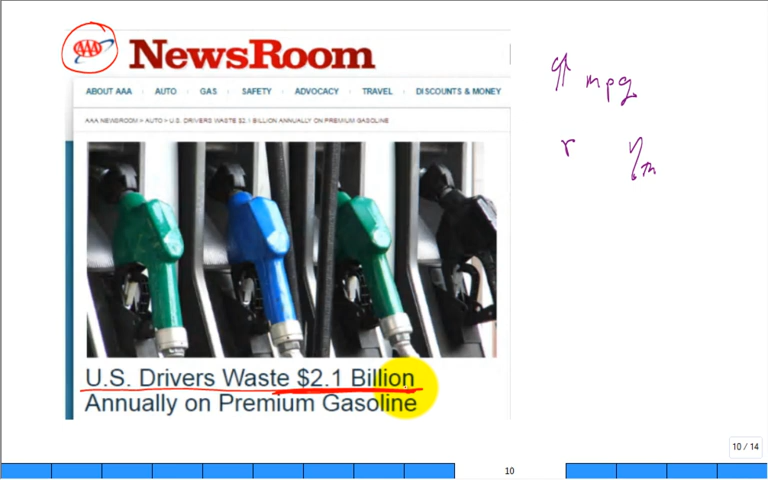 AAA NewsRoom
ABOUT AAA AUTO GAS SAFETY ADVOCACY TRAVEL DISCOUNTS & MONEY
AAA NEWSROOM > AUTO > U.S. DRIVERS WASTE $2.1 BILLION ANNUALLY ON PREMIUM GASOLINE
U.S. Drivers Waste $2.1 Billion
Annually on Premium Gasoline
mpg
r
10 / 14
10